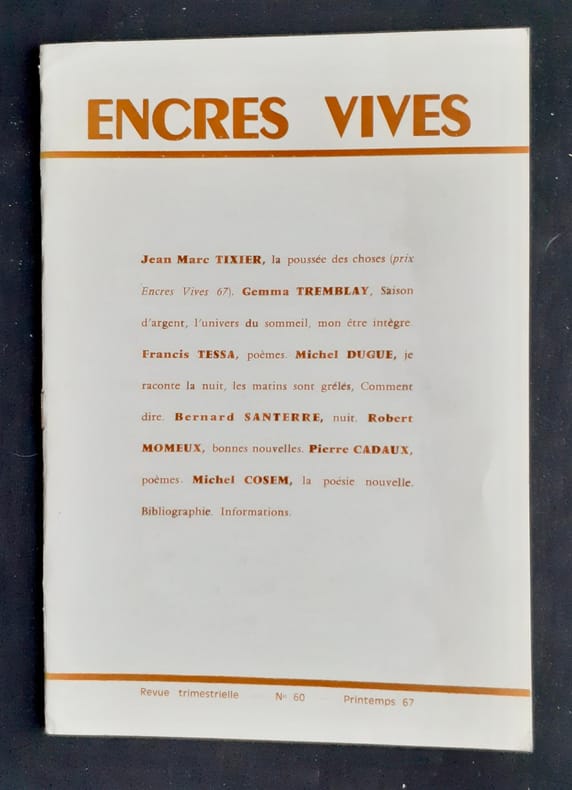 ENCRES VIVES
Jean Marc TIXIER, la poussée des choses (prix
Encres Vives 67). Gemma TREMBLAY, Saison
d'argent, l'univers du sommeil, mon être intègre.
Francis TESSA, poèmes. Michel DUGUE, je
raconte la nuit, les matins sont grêlés, Comment
dire. Bernard SANTERRE, nuit. Robert
MOMEUX, bonnes nouvelles. Pierre CADAUX,
poèmes. Michel COSEM, la poésie nouvelle.
Bibliographie. Informations.
Revue trimestrielle N° 60 Printemps 67